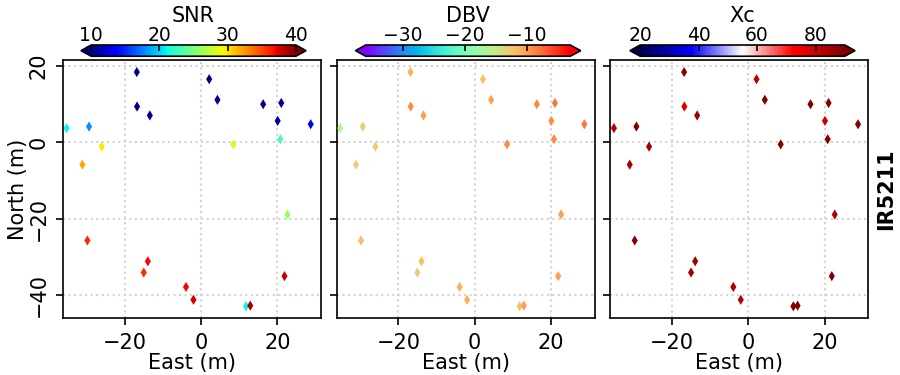 SNR DBV Xc
10 20 30 40 −30 −20 −10 20 40 60 80
20
0
−20
−40
North (m)
IR5211
−20 0 20 −20 0 20 −20 0 20
East (m) East (m) East (m)